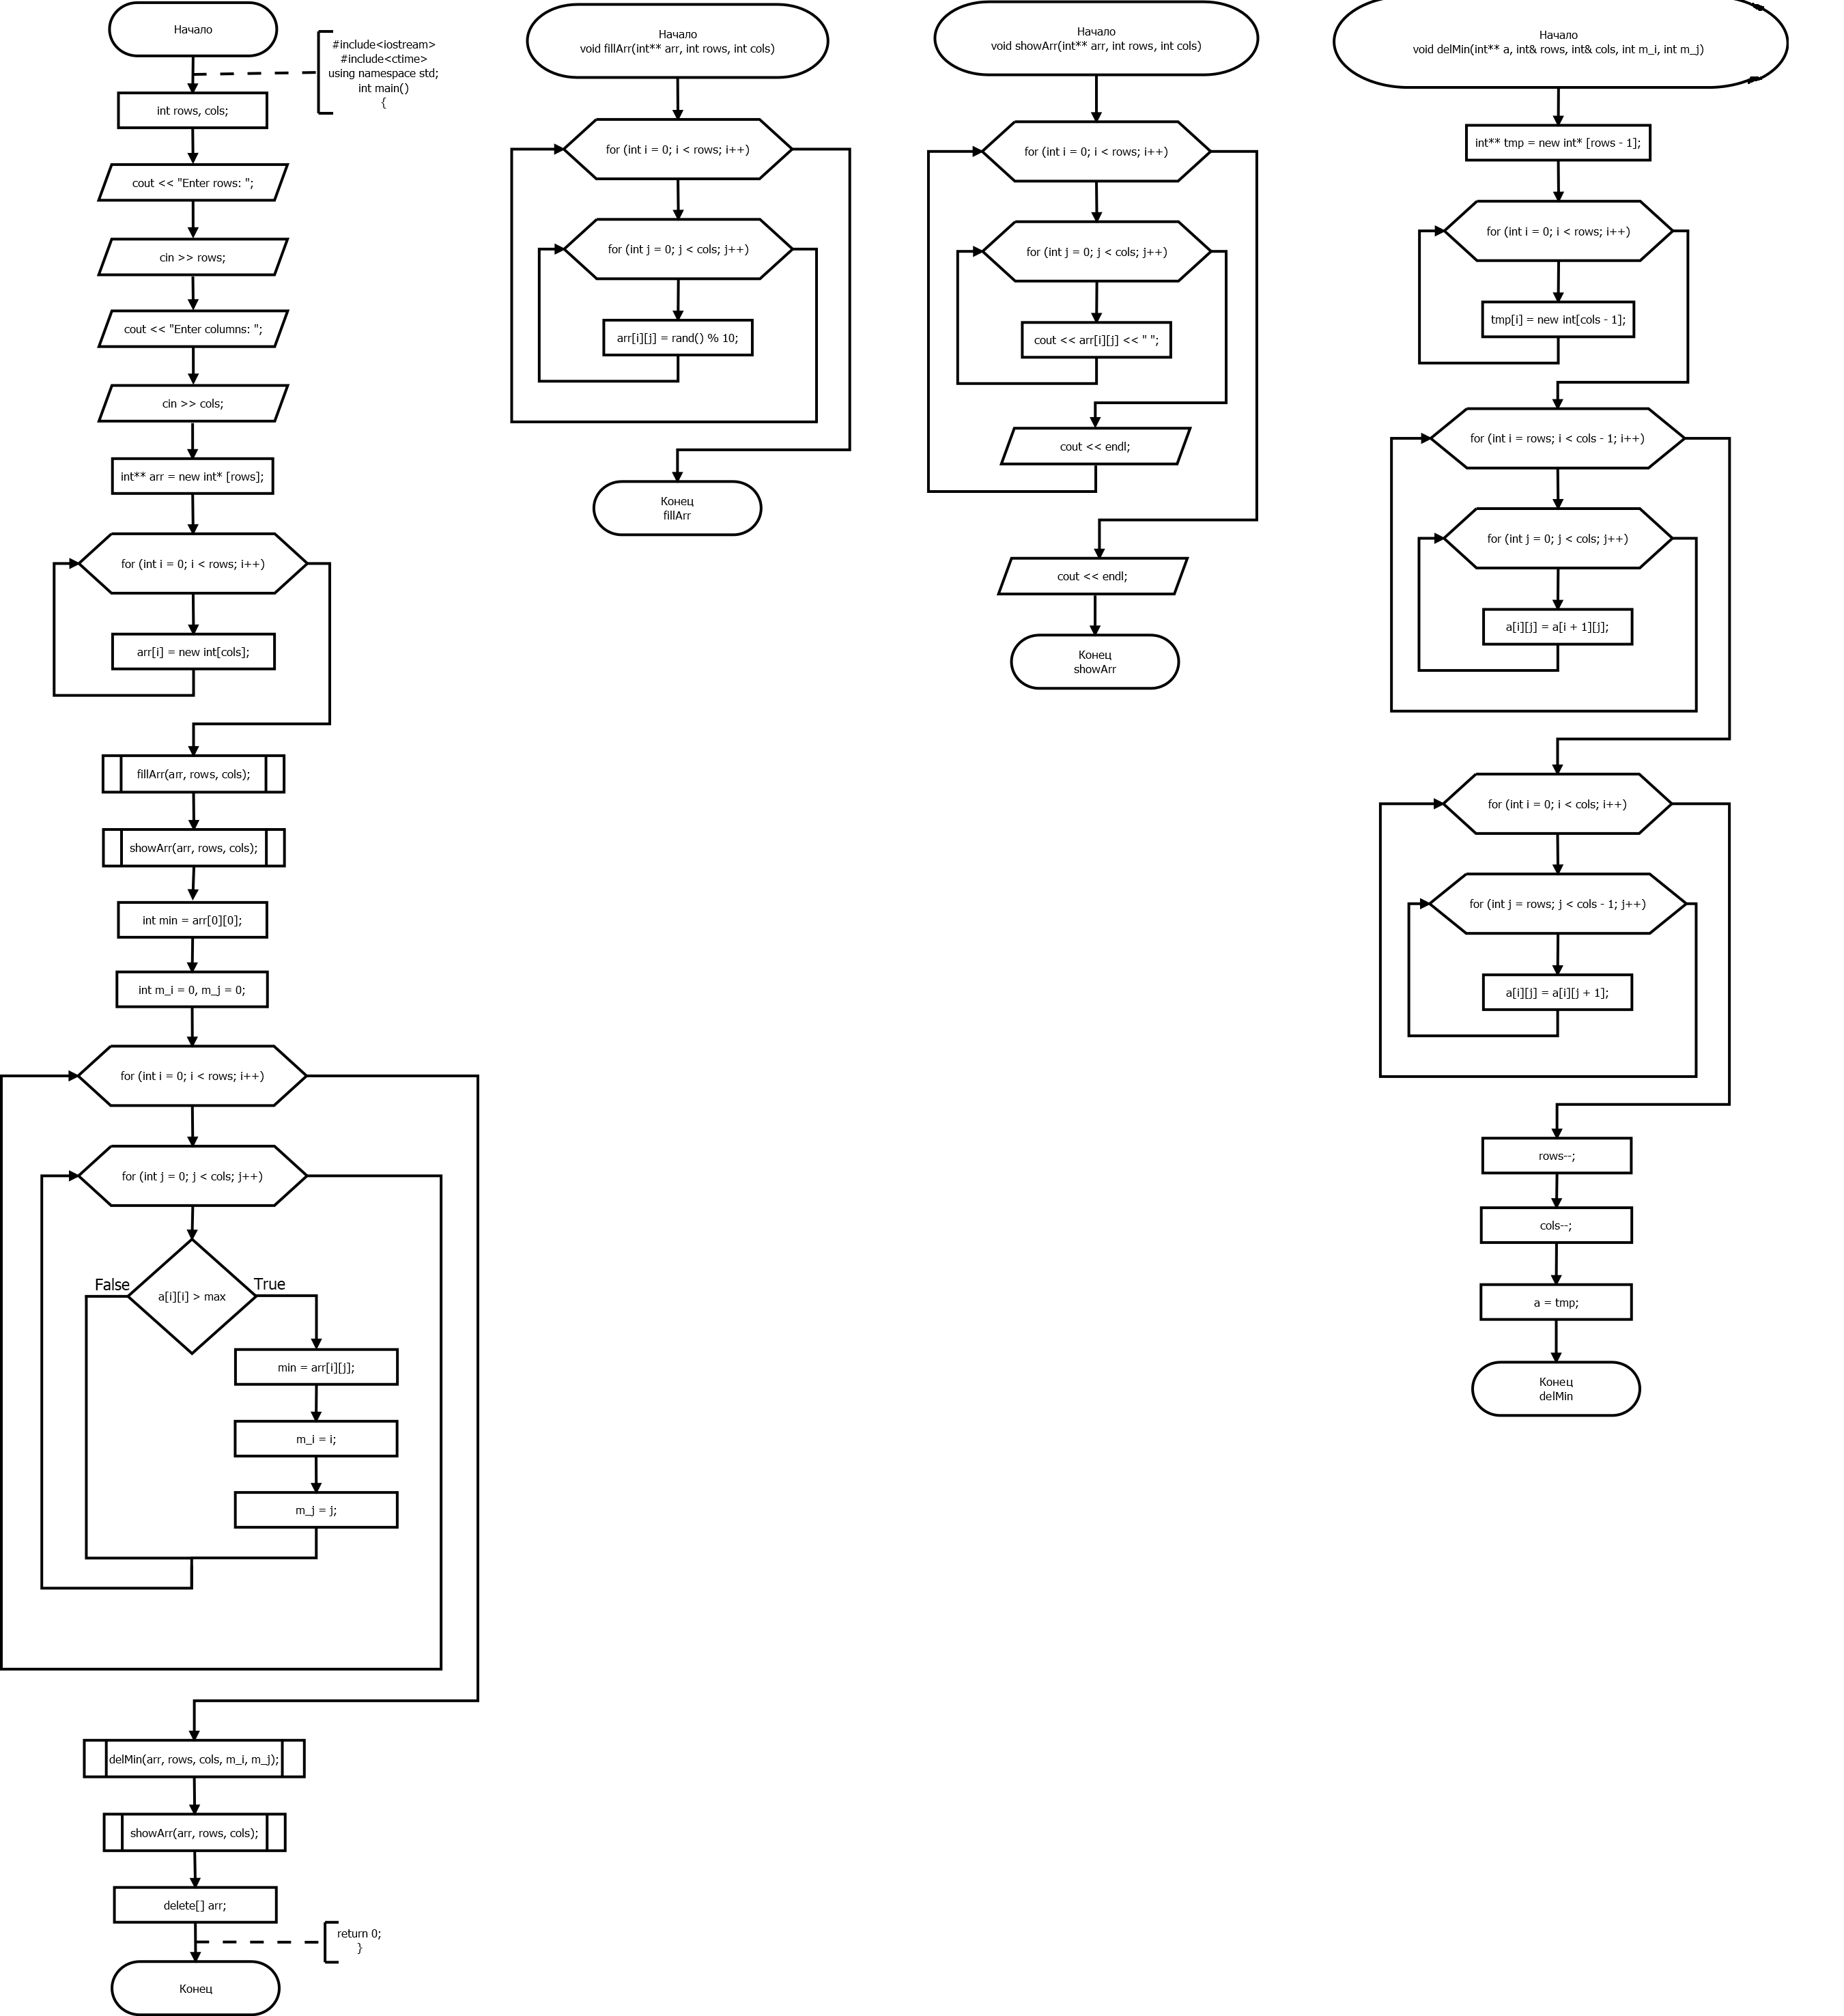 Начало
#include<iostream>
#include<ctime>
using namespace std;
int main()
{
int rows, cols;
cout << "Enter rows: ";
cin >> rows;
cout << "Enter columns: ";
cin >> cols;
int** arr = new int* [rows];
for (int i = 0; i < rows; i++)
arr[i] = new int[cols];
fillArr(arr, rows, cols);
showArr(arr, rows, cols);
int min = arr[0][0];
int m_i = 0, m_j = 0;
for (int i = 0; i < rows; i++)
for (int j = 0; j < cols; j++)
False
True
a[i][i] > max
min = arr[i][j];
m_i = i;
m_j = j;
delMin(arr, rows, cols, m_i, m_j);
showArr(arr, rows, cols);
delete[] arr;
return 0;
}
Конец
Начало
void fillArr(int** arr, int rows, int cols)
for (int i = 0; i < rows; i++)
for (int j = 0; j < cols; j++)
arr[i][j] = rand() % 10;
Конец
fillArr
Начало
void showArr(int** arr, int rows, int cols)
for (int i = 0; i < rows; i++)
for (int j = 0; j < cols; j++)
cout << arr[i][j] << " ";
cout << endl;
cout << endl;
Конец
showArr
Начало
void delMin(int** a, int& rows, int& cols, int m_i, int m_j)
int** tmp = new int* [rows - 1];
for (int i = 0; i < rows; i++)
tmp[i] = new int[cols - 1];
for (int i = rows; i < cols - 1; i++)
for (int j = 0; j < cols; j++)
a[i][j] = a[i + 1][j];
for (int i = 0; i < cols; i++)
for (int j = rows; j < cols - 1; j++)
a[i][j] = a[i][j + 1];
rows--;
cols--;
a = tmp;
Конец
delMin